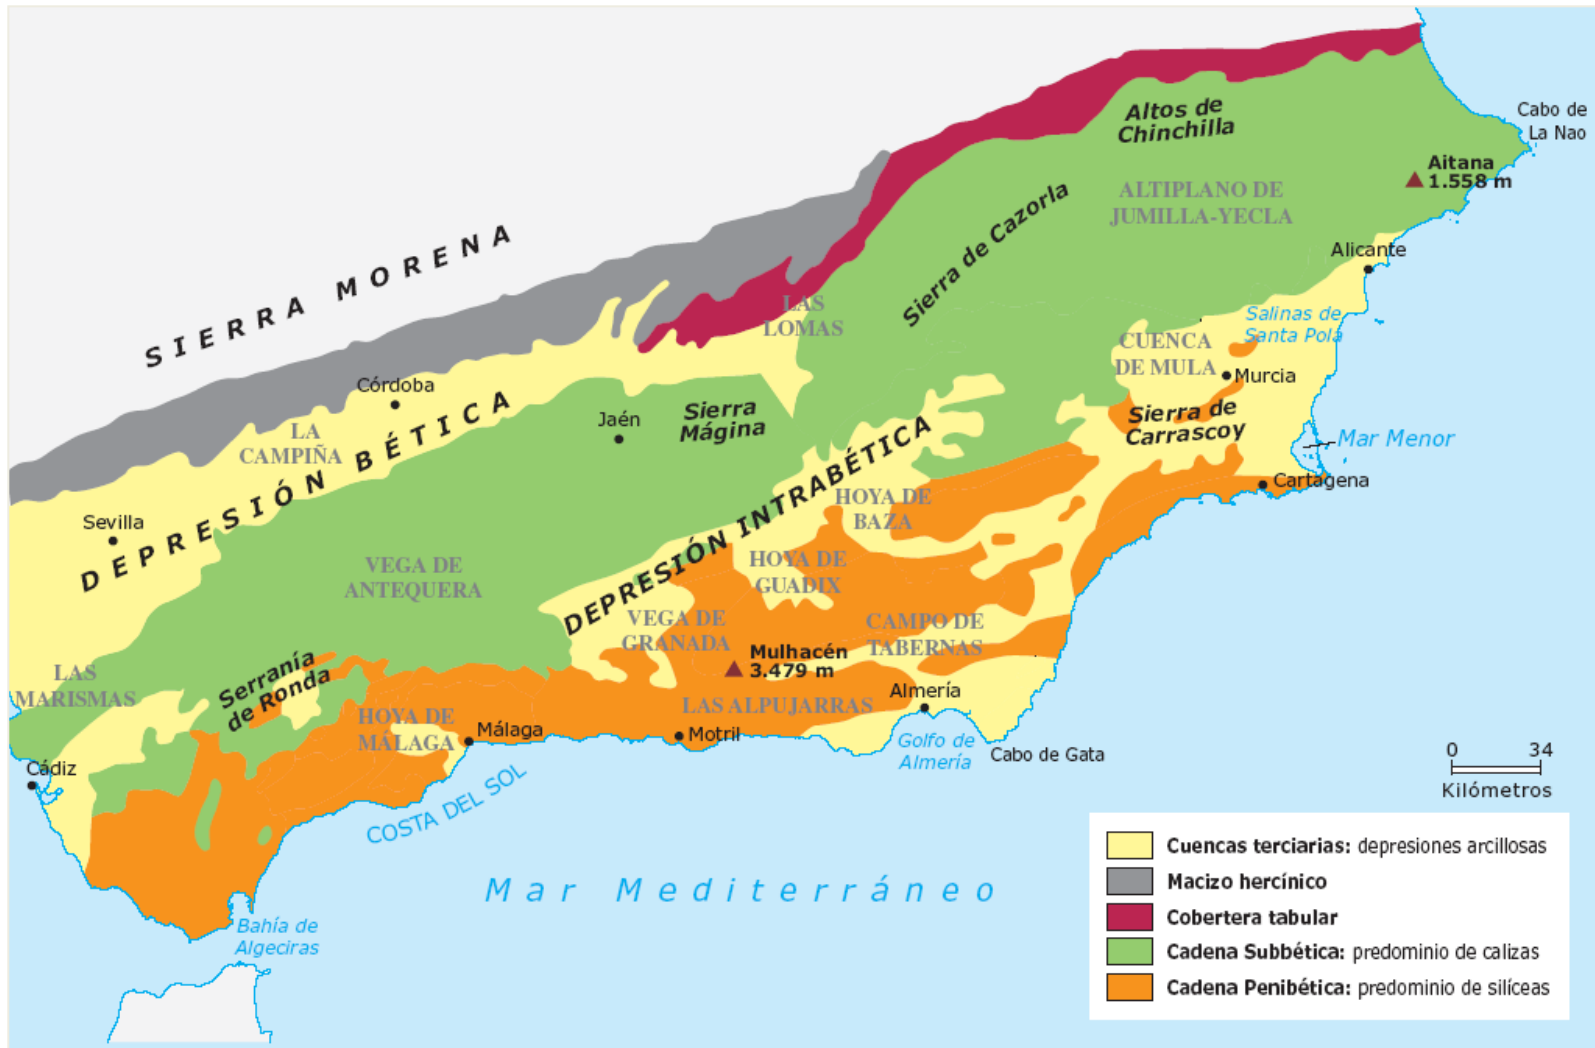 Cabo de
La Nao
Altos de
Chinchilla
Aitana
1.558 m
ALTIPLANO DE
JUMILLA-YECLA
Sierra de Cazorla
SIERRA MORENA
Alicante
LAS
LOMAS
Salinas de
Santa Pola
CUENCA
DE MULA
Murcia
Córdoba
Jaén
Sierra
Mágina
Sierra de
Carrascoy
Mar Menor
LA
CAMPIÑA
DEPRESIÓN BÉTICA
DEPRESIÓN INTRABÉTICA
Cartagena
HOYA DE
BAZA
Sevilla
VEGA DE
ANTEQUERA
HOYA DE
GUADIX
VEGA DE
GRANADA
CAMPO DE
TABERNAS
Mulhacén
3.479 m
LAS
MARISMAS
Serranía
de Ronda
Almería
LAS ALPUJARRAS
HOYA DE
MÁLAGA
Málaga
Motril
Golfo de
Almería
Cabo de Gata
Cádiz
COSTA DEL SOL
0 34
Kilómetros
Mar Mediterráneo
Bahía de
Algeciras
Cuencas terciarias: depresiones arcillosas
Macizo hercínico
Cobertera tabular
Cadena Subbética: predominio de calizas
Cadena Penibética: predominio de silíceas